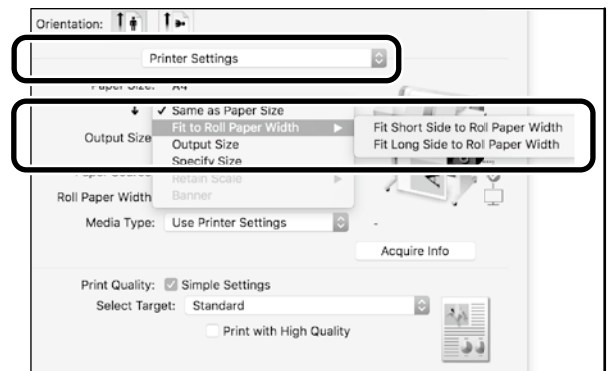 Orientation:
Printer Settings
Paper Size: A4
✓ Same as Paper Size
Fit to Roll Paper Width
Fit Short Side to Roll Paper Width
Output Size
Output Size
Fit Long Side to Rol Paper Width
Specify Size
Retain Scale
Roll Paper Width
Banner
Media Type: Use Printer Settings
-
Acquire Info
Print Quality: Simple Settings
Select Target: Standard
Print with High Quality